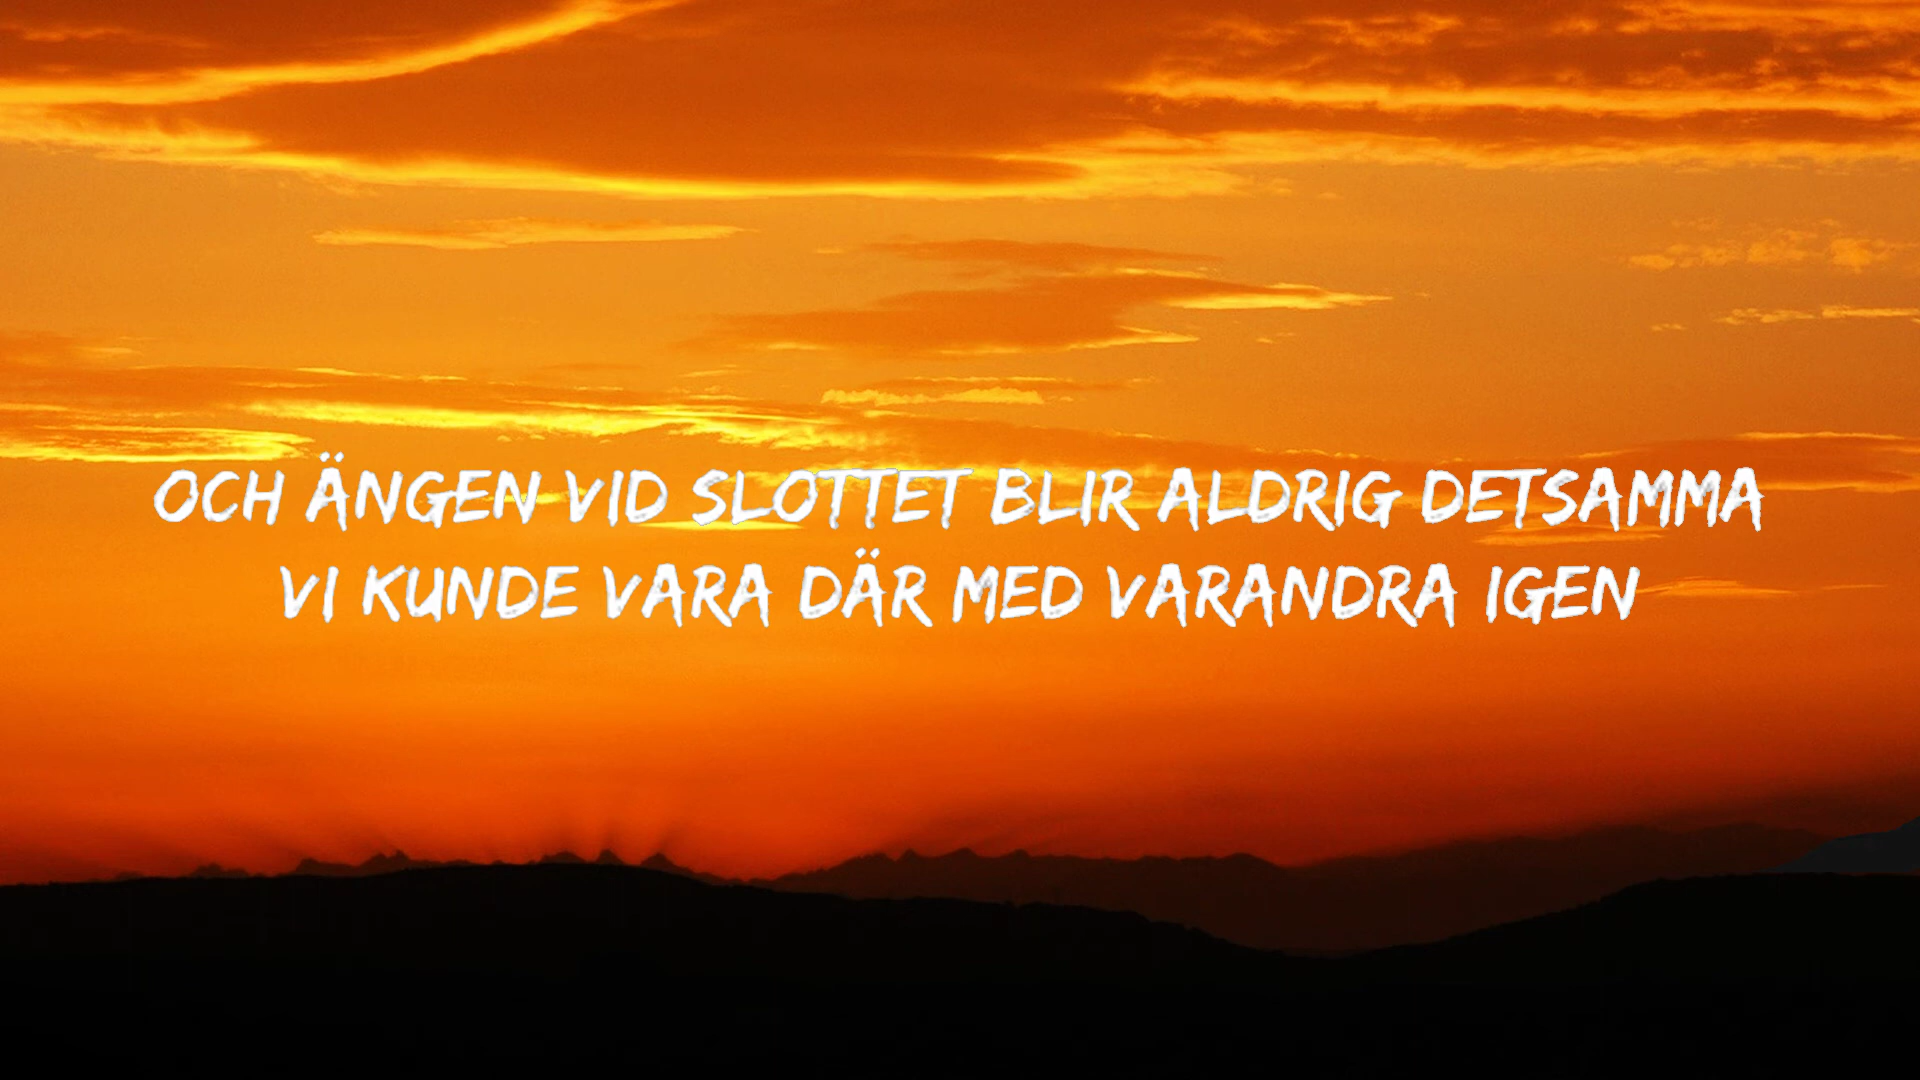 OCH ÄNGEN VID SLOTTET BLIR ALDRIG DETSAMMA
VI KUNDE VARA DÄR MED VARANDRA IGEN